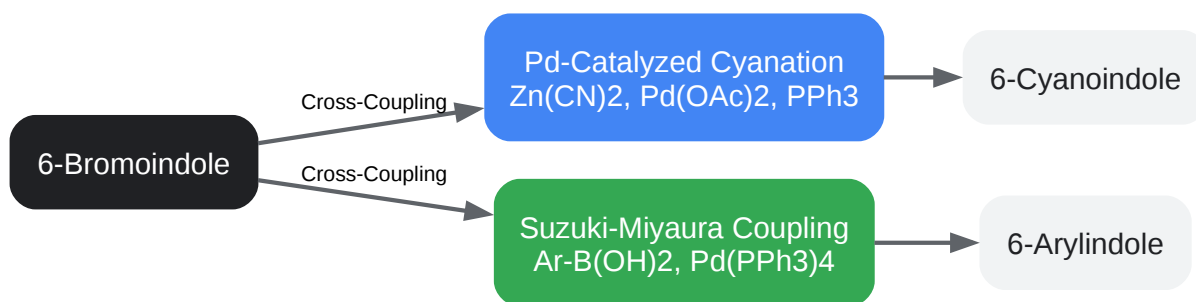 6-Bromoindole
Cross-Coupling
Pd-Catalyzed Cyanation
Zn(CN)2, Pd(OAc)2, PPh3
6-Cyanoindole
Cross-Coupling
Suzuki-Miyaura Coupling
Ar-B(OH)2, Pd(PPh3)4
6-Arylindole